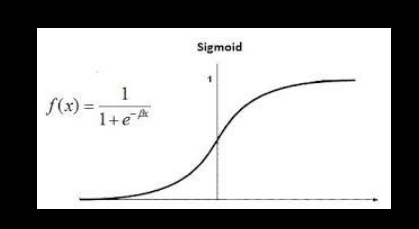 Sigmoid
1
f(x) = 1 / (1 + e^{-βx})